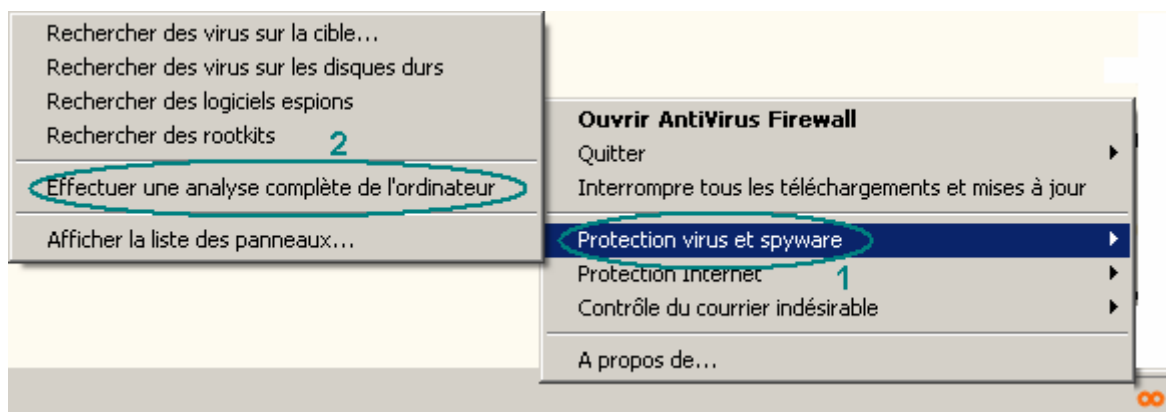 Rechercher des virus sur la cible...
Rechercher des virus sur les disques durs
Rechercher des logiciels espions
Rechercher des rootkits
2
Effectuer une analyse complète de l'ordinateur
Afficher la liste des panneaux...
Ouvrir AntiVirus Firewall
Quitter
Interrompre tous les téléchargements et mises à jour
Protection virus et spyware
1
Protection Internet
Contrôle du courrier indésirable
A propos de...